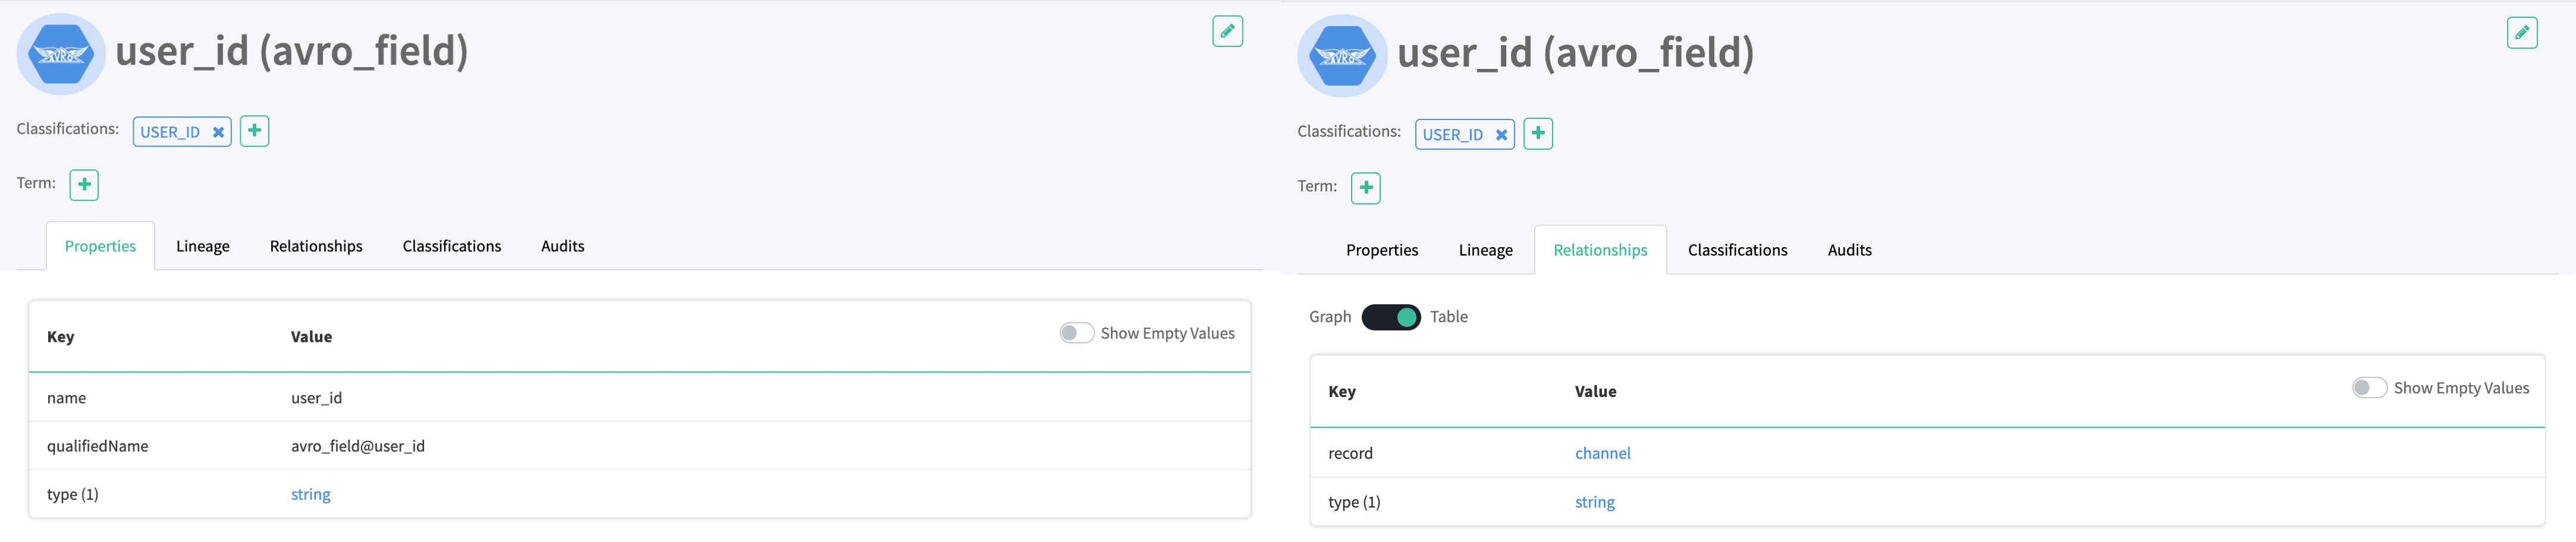 AVRO
user_id (avro_field)
Classifications: USER_ID
Term:
Properties Lineage Relationships Classifications Audits
Key Value Show Empty Values
name user_id
qualifiedName avro_field@user_id
type (1) string
AVRO
user_id (avro_field)
Classifications: USER_ID
Term:
Properties Lineage Relationships Classifications Audits
Graph Table
Key Value Show Empty Values
record channel
type (1) string